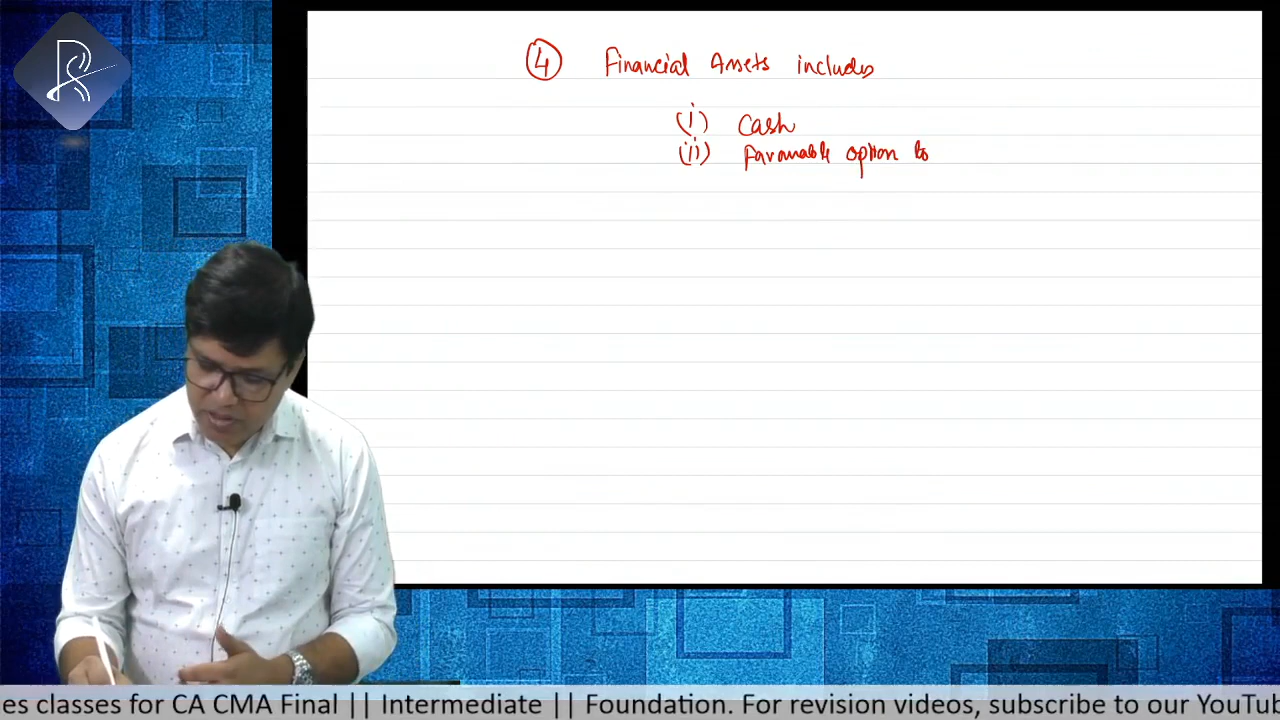 ④ Financial Assets includes
(i) Cash
(ii) Favourable option to
es classes for CA CMA Final || Intermediate || Foundation. For revision videos, subscribe to our YouTub